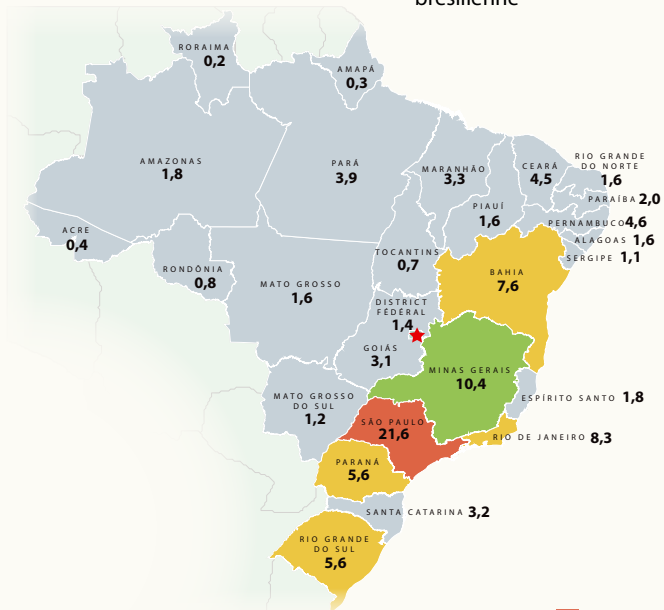 brésilienne
RORAIMA
0,2
AMAPÁ
0,3
AMAZONAS
1,8
PARÁ
3,9
MARANHÃO
3,3
CEARÁ
4,5
RIO GRANDE
DO NORTE
1,6
PARAÍBA 2,0
PIAUÍ
1,6
PERNAMBUCO 4,6
ALAGOAS 1,6
SERGIPE 1,1
ACRE
0,4
RONDÔNIA
0,8
TOCANTINS
0,7
MATO GROSSO
1,6
BAHIA
7,6
DISTRICT
FÉDÉRAL
1,4
GOIÁS
3,1
MINAS GERAIS
10,4
MATO GROSSO
DO SUL
1,2
ESPÍRITO SANTO 1,8
SÃO PAULO
21,6
RIO DE JANEIRO 8,3
PARANÁ
5,6
SANTA CATARINA 3,2
RIO GRANDE
DO SUL
5,6